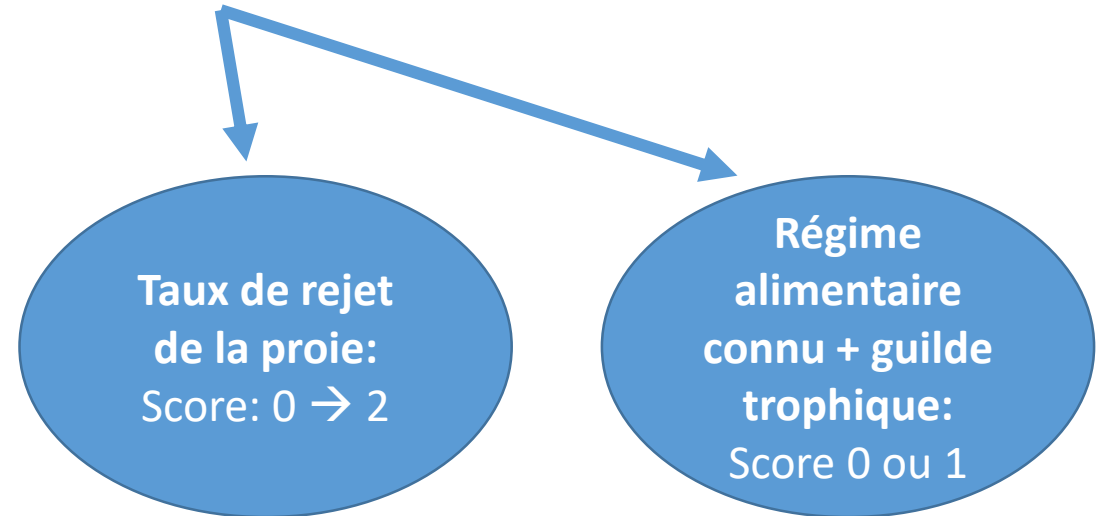 Taux de rejet
de la proie:
Score: 0 → 2
Régime
alimentaire
connu + guilde
trophique:
Score 0 ou 1